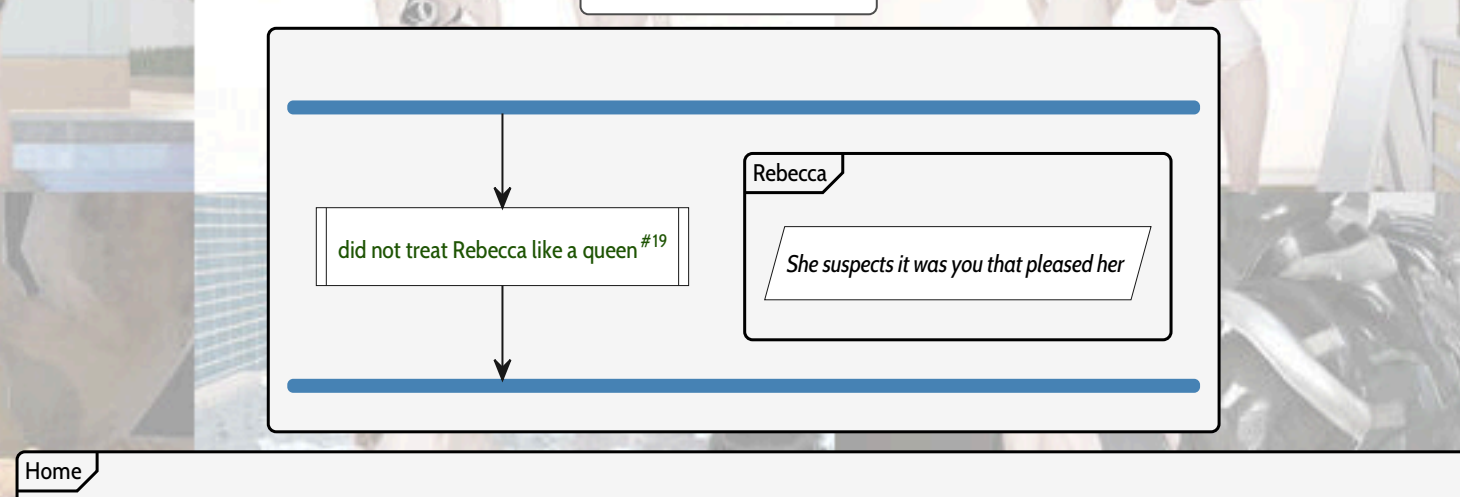 Rebecca
did not treat Rebecca like a queen #19
She suspects it was you that pleased her
Home